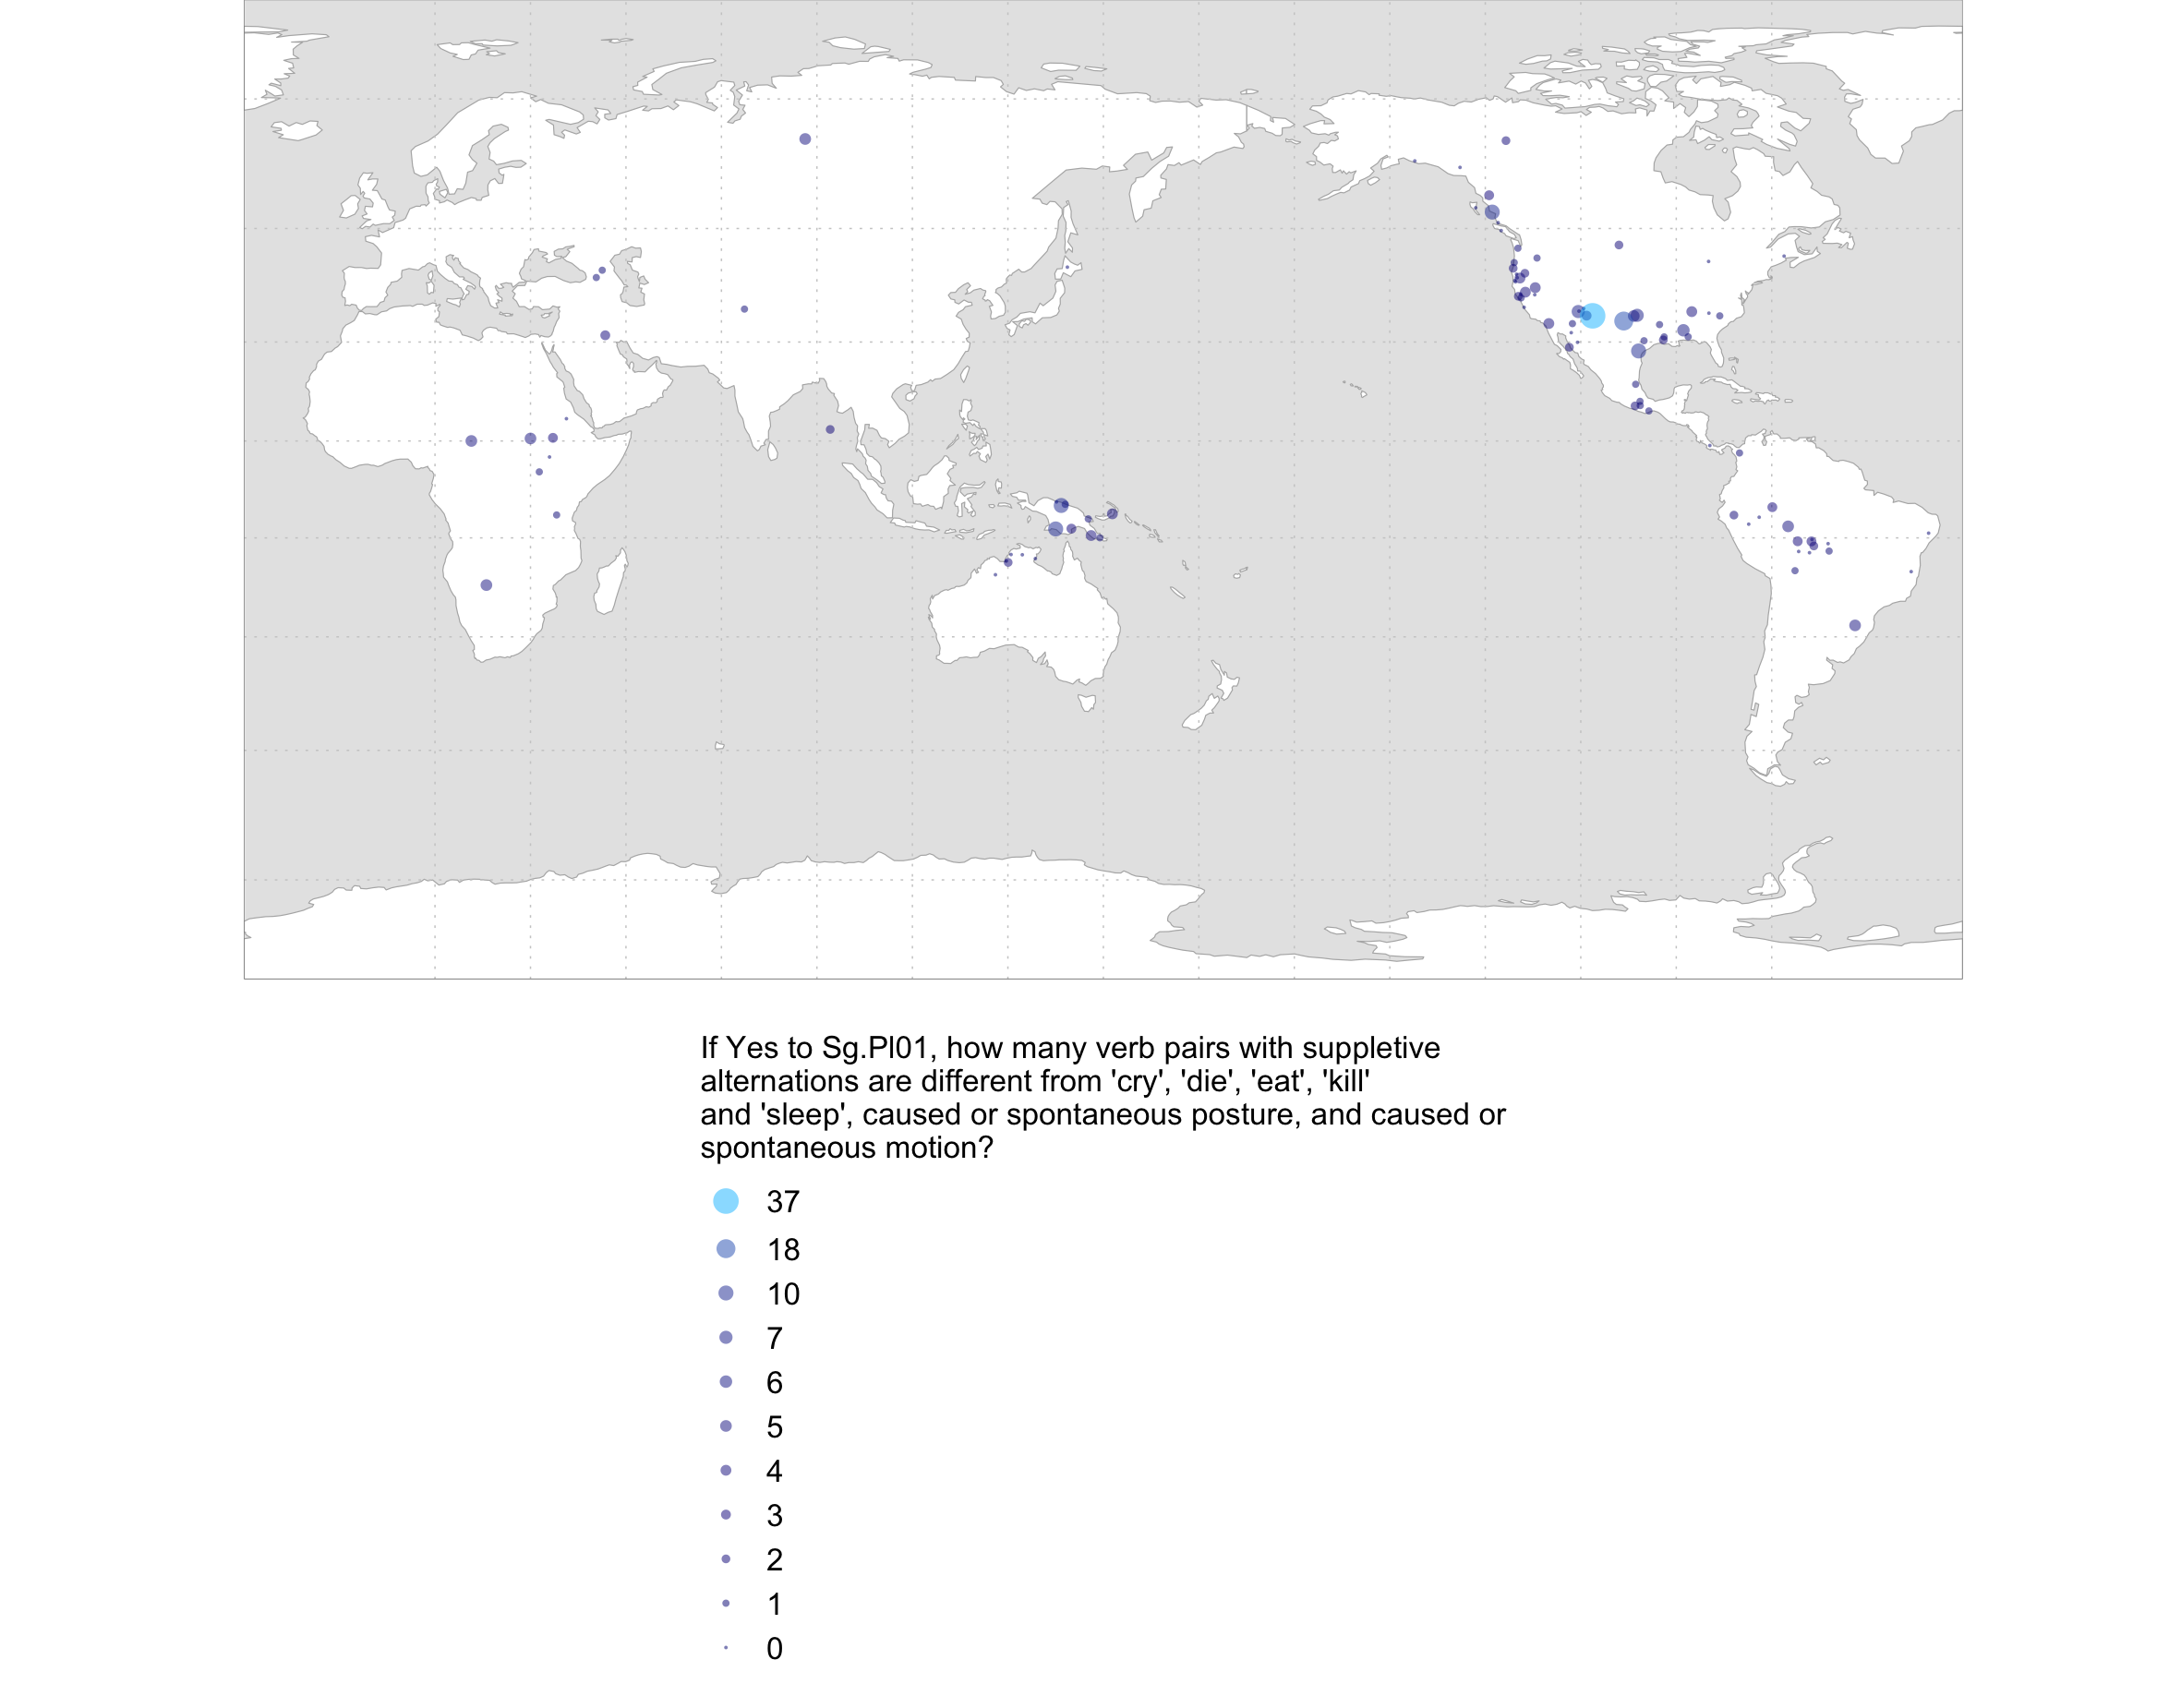 If Yes to Sg.Pl01, how many verb pairs with suppletive
alternations are different from 'cry', 'die', 'eat', 'kill'
and 'sleep', caused or spontaneous posture, and caused or
spontaneous motion?
37
18
10
7
6
5
4
3
2
1
0